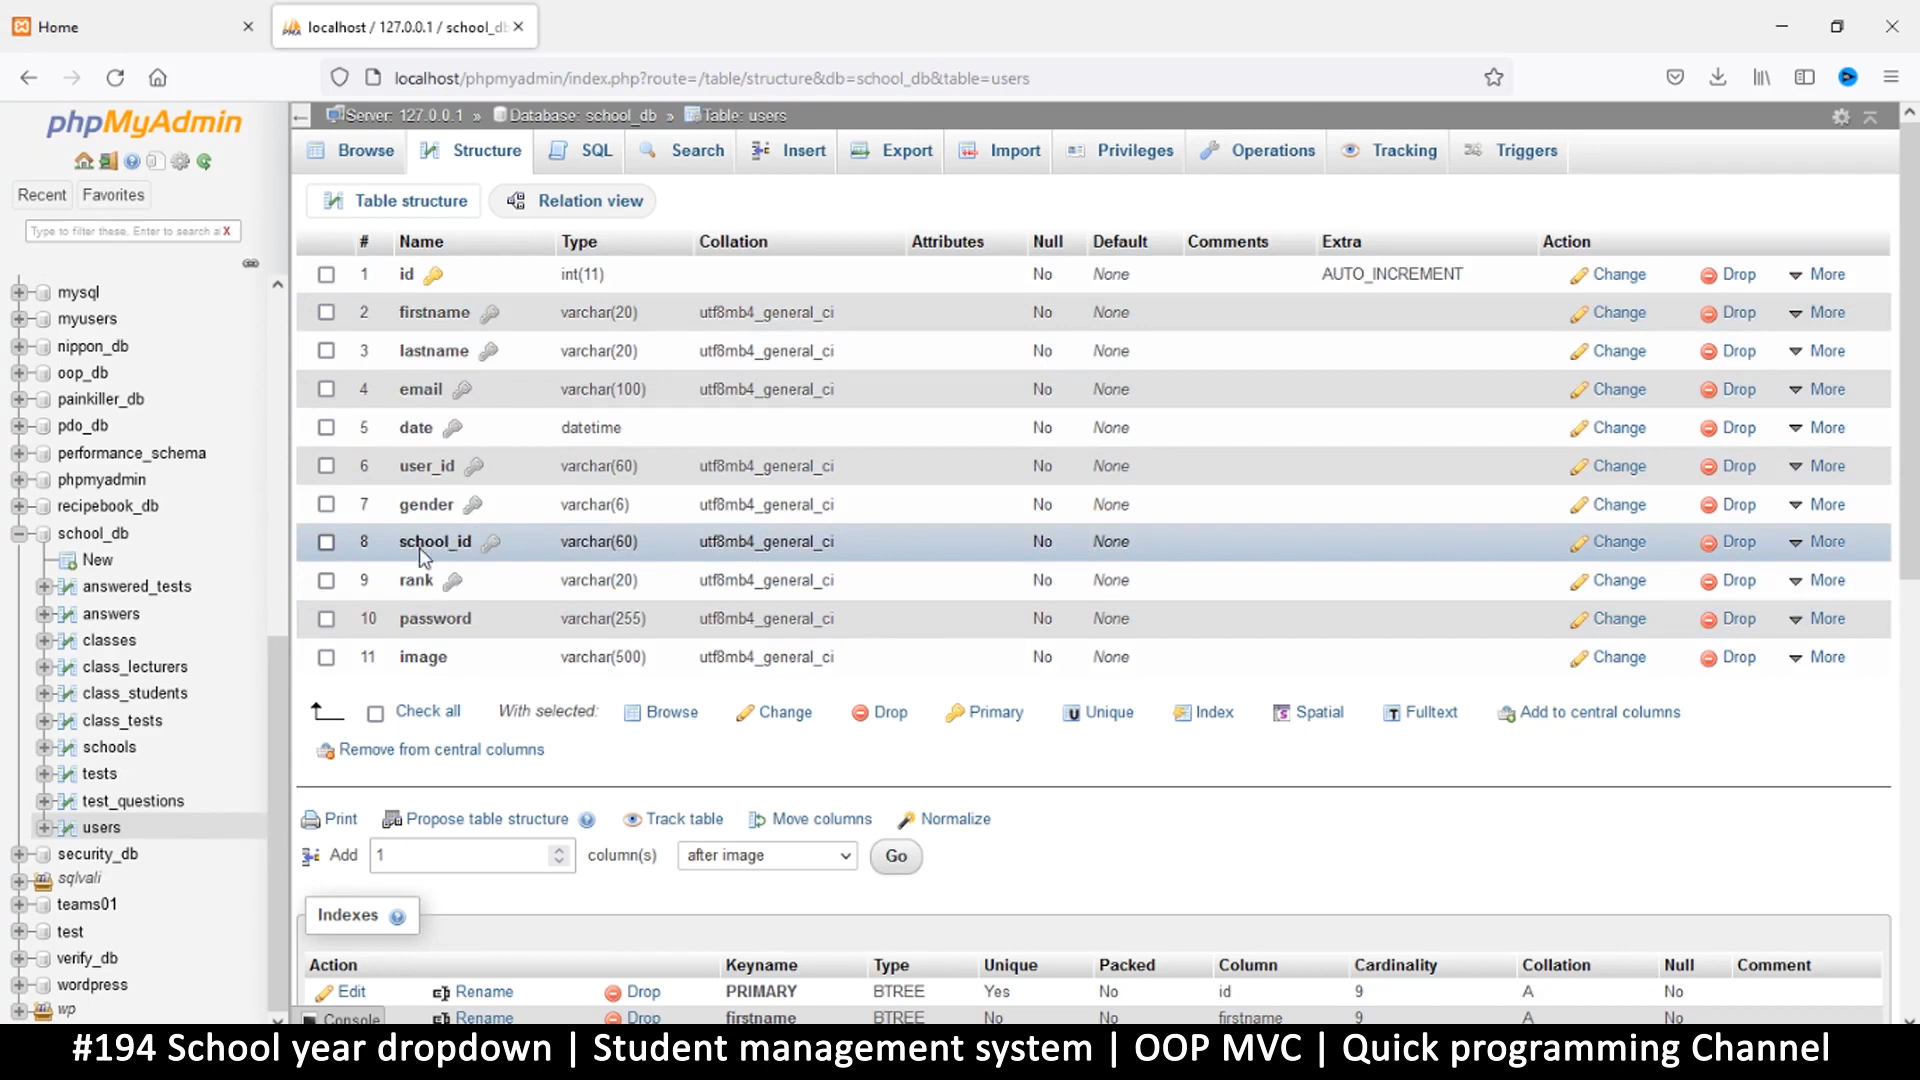 Home
localhost / 127.0.0.1 / school_db
localhost/phpmyadmin/index.php?route=/table/structure&db=school_db&table=users
phpMyAdmin
Recent Favorites
Type to filter these, Enter to search a X
mysql
myusers
nippon_db
oop_db
painkiller_db
pdo_db
performance_schema
phpmyadmin
recipebook_db
school_db
New
answered_tests
answers
classes
class_lecturers
class_students
class_tests
schools
tests
test_questions
users
security_db
sqlvali
teams01
test
verify_db
wordpress
wp
Server: 127.0.0.1 » Database: school_db » Table: users
Browse Structure SQL Search Insert Export Import Privileges Operations Tracking Triggers
Table structure Relation view
# Name Type Collation Attributes Null Default Comments Extra Action
1 id int(11) No None AUTO_INCREMENT Change Drop More
2 firstname varchar(20) utf8mb4_general_ci No None Change Drop More
3 lastname varchar(20) utf8mb4_general_ci No None Change Drop More
4 email varchar(100) utf8mb4_general_ci No None Change Drop More
5 date datetime No None Change Drop More
6 user_id varchar(60) utf8mb4_general_ci No None Change Drop More
7 gender varchar(6) utf8mb4_general_ci No None Change Drop More
8 school_id varchar(60) utf8mb4_general_ci No None Change Drop More
9 rank varchar(20) utf8mb4_general_ci No None Change Drop More
10 password varchar(255) utf8mb4_general_ci No None Change Drop More
11 image varchar(500) utf8mb4_general_ci No None Change Drop More
Check all With selected: Browse Change Drop Primary Unique Index Spatial Fulltext Add to central columns
Remove from central columns
Print Propose table structure Track table Move columns Normalize
Add 1 column(s) after image Go
Indexes
Action Keyname Type Unique Packed Column Cardinality Collation Null Comment
Edit Rename Drop PRIMARY BTREE Yes No id 9 A No
Console Rename Drop firstname BTREE No No firstname 9 A No
#194 School year dropdown | Student management system | OOP MVC | Quick programming Channel